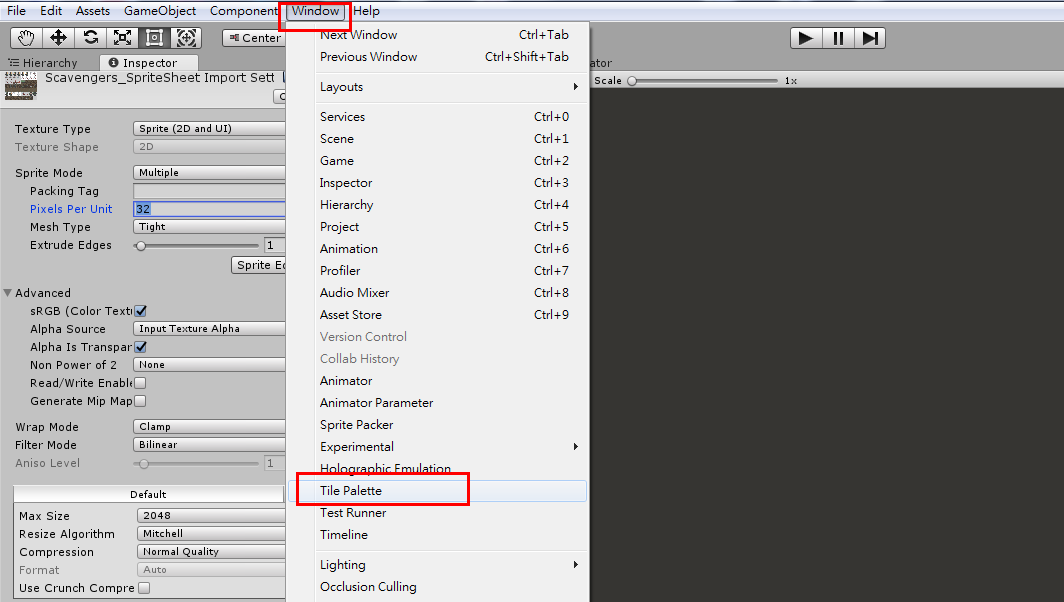 File Edit Assets GameObject Component Window Help
Center
Hierarchy Inspector
Scavengers_SpriteSheet Import Sett
Texture Type Sprite (2D and UI)
Texture Shape 2D
Sprite Mode Multiple
Packing Tag
Pixels Per Unit 32
Mesh Type Tight
Extrude Edges 1
Sprite Ed
Advanced
sRGB (Color Textu
Alpha Source Input Texture Alpha
Alpha Is Transpar
Non Power of 2 None
Read/Write Enable
Generate Mip Map
Wrap Mode Clamp
Filter Mode Bilinear
Aniso Level 1
Default
Max Size 2048
Resize Algorithm Mitchell
Compression Normal Quality
Format Auto
Use Crunch Compre
Next Window Ctrl+Tab
Previous Window Ctrl+Shift+Tab
Layouts
Services Ctrl+0
Scene Ctrl+1
Game Ctrl+2
Inspector Ctrl+3
Hierarchy Ctrl+4
Project Ctrl+5
Animation Ctrl+6
Profiler Ctrl+7
Audio Mixer Ctrl+8
Asset Store Ctrl+9
Version Control
Collab History
Animator
Animator Parameter
Sprite Packer
Experimental
Holographic Emulation
Tile Palette
Test Runner
Timeline
Lighting
Occlusion Culling
ator
Scale 1x